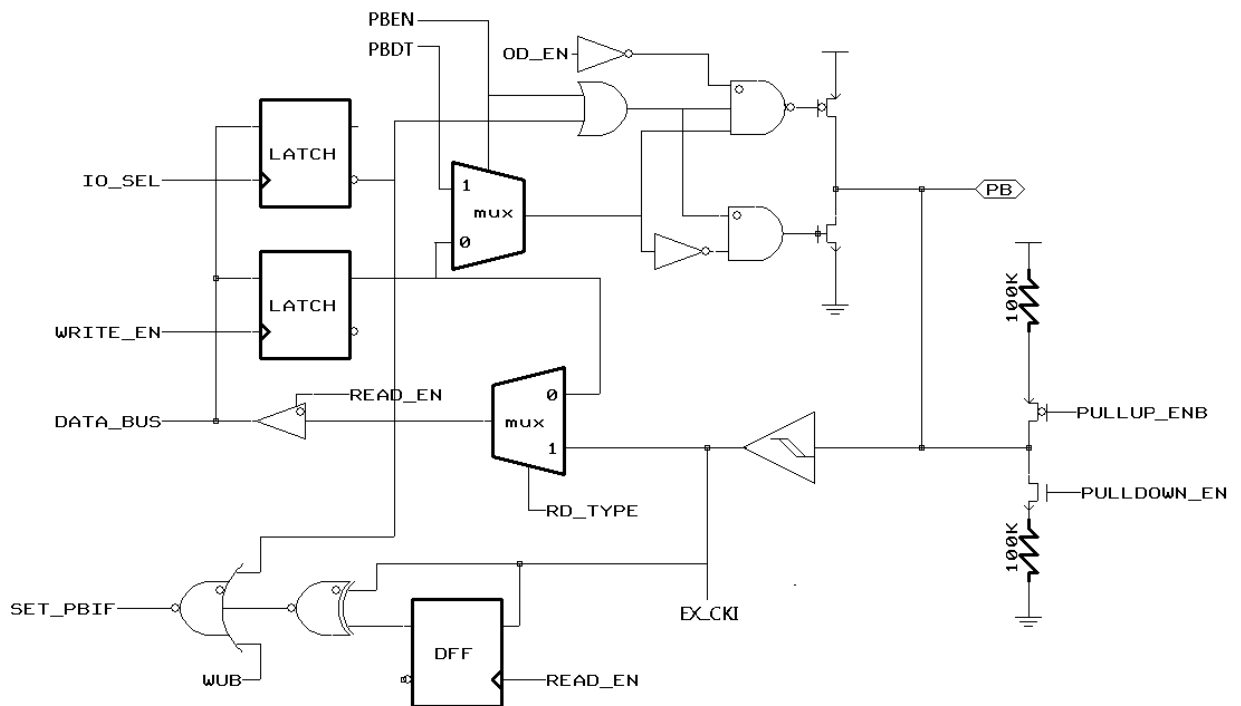 PBEN
PBDT
OD_EN
LATCH
IO_SEL
1
mux
0
PB
LATCH
WRITE_EN
100K
READ_EN
0
DATA_BUS
mux
1
PULLUP_ENB
RD_TYPE
PULLDOWN_EN
100K
SET_PBIF
EX_CKI
DFF
WUB
READ_EN